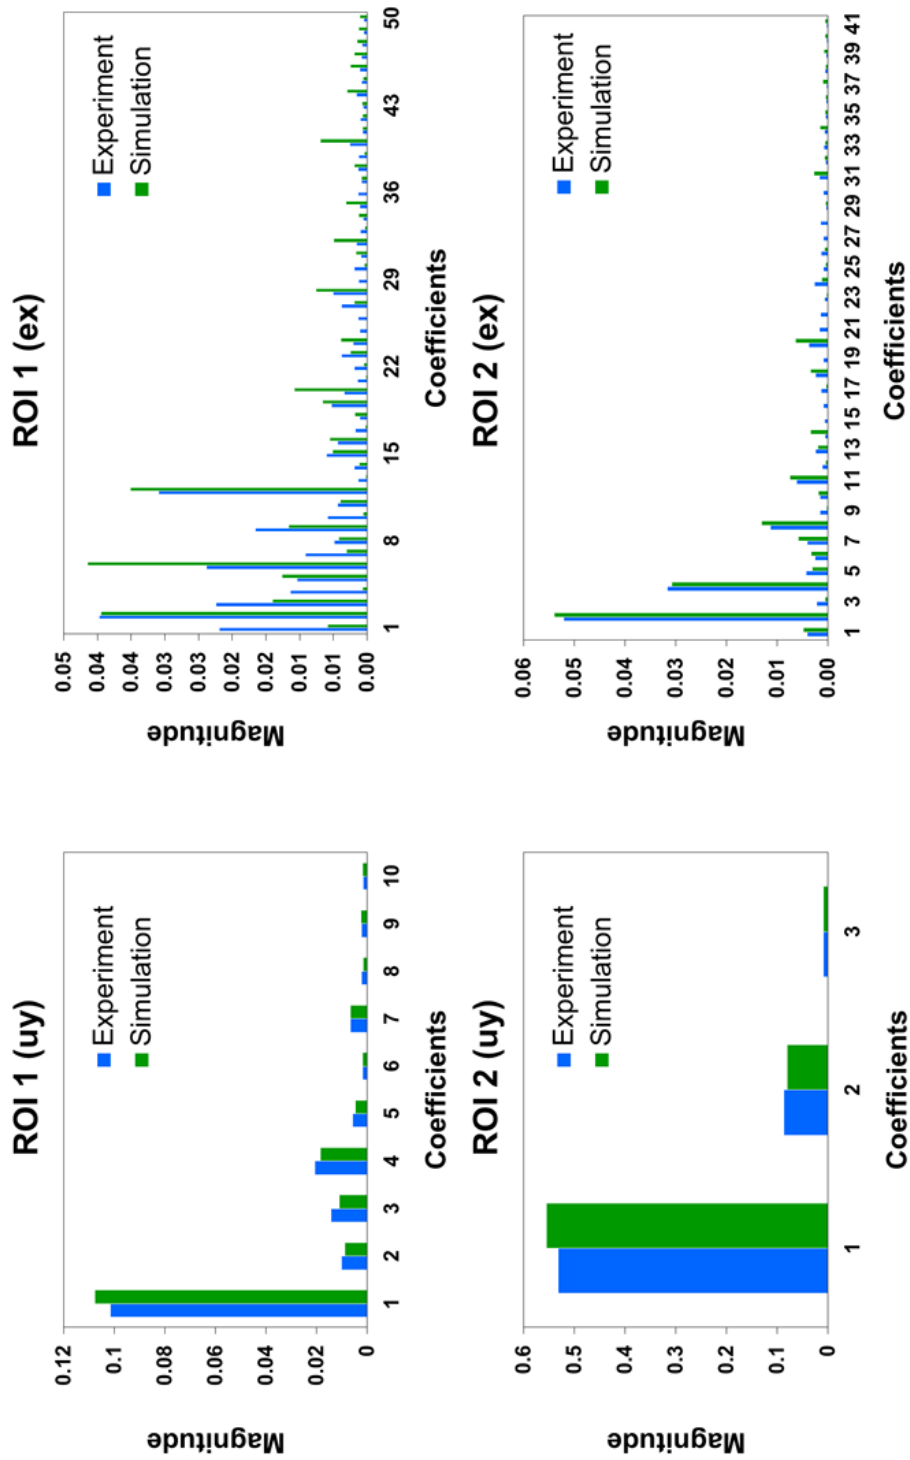 ROI 1 (uy)
Magnitude
0.12
0.1
0.08
0.06
0.04
0.02
0
Experiment
Simulation
1 2 3 4 5 6 7 8 9 10
Coefficients
ROI 1 (ex)
Magnitude
0.05
0.04
0.04
0.03
0.03
0.02
0.02
0.01
0.01
0.00
Experiment
Simulation
1 8 15 22 29 36 43 50
Coefficients
ROI 2 (uy)
Magnitude
0.6
0.5
0.4
0.3
0.2
0.1
0
Experiment
Simulation
1 2 3
Coefficients
ROI 2 (ex)
Magnitude
0.06
0.05
0.04
0.03
0.02
0.01
0.00
Experiment
Simulation
1 3 5 7 9 11 13 15 17 19 21 23 25 27 29 31 33 35 37 39 41
Coefficients